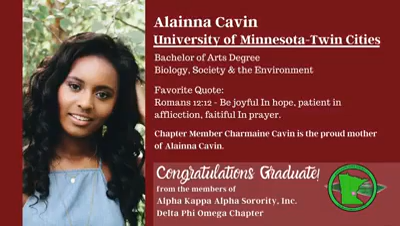 Alainna Cavin
University of Minnesota-Twin Cities
Bachelor of Arts Degree
Biology, Society & the Environment
Favorite Quote:
Romans 12:12 - Be joyful In hope, patient in
afflicction, faitiful In prayer.
Chapter Member Charmaine Cavin is the proud mother
of Alainna Cavin.
Congratulations Graduate!
from the members of
Alpha Kappa Alpha Sorority, Inc.
Delta Phi Omega Chapter